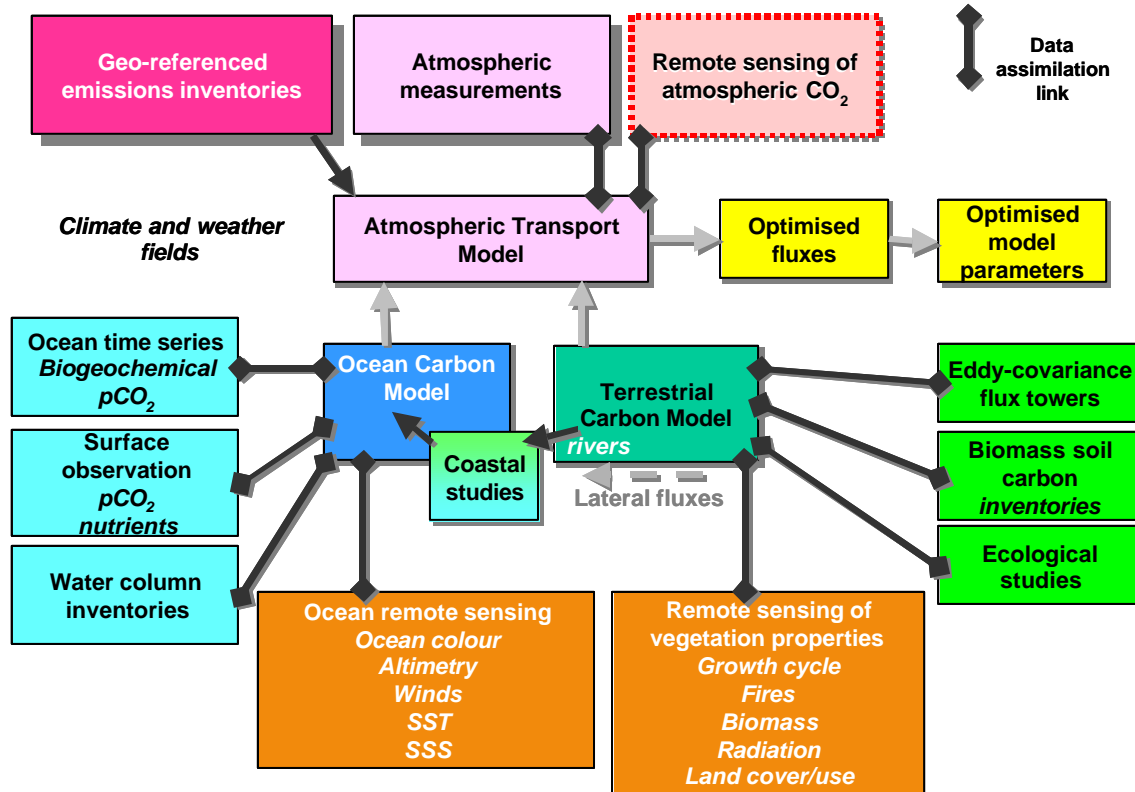 Geo-referenced
emissions inventories
Atmospheric
measurements
Remote sensing of
atmospheric CO₂
Data
assimilation
link
Climate and weather
fields
Atmospheric Transport
Model
Optimised
fluxes
Optimised
model
parameters
Ocean time series
Biogeochemical
pCO₂
Surface
observation
pCO₂
nutrients
Water column
inventories
Ocean Carbon
Model
Coastal
studies
Terrestrial
Carbon Model
rivers
Lateral fluxes
Eddy-covariance
flux towers
Biomass soil
carbon
inventories
Ecological
studies
Ocean remote sensing
Ocean colour
Altimetry
Winds
SST
SSS
Remote sensing of
vegetation properties
Growth cycle
Fires
Biomass
Radiation
Land cover/use